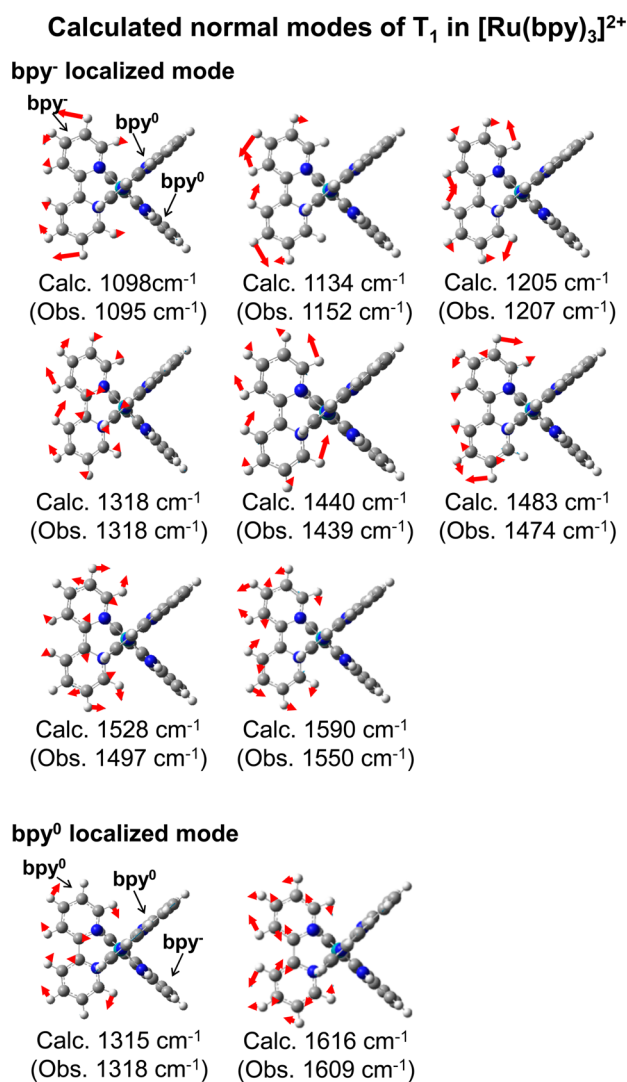 Calculated normal modes of T₁ in [Ru(bpy)₃]²⁺
bpy⁻ localized mode
bpy⁻
bpy⁰
bpy⁰
Calc. 1098cm⁻¹
(Obs. 1095 cm⁻¹)
Calc. 1134 cm⁻¹
(Obs. 1152 cm⁻¹)
Calc. 1205 cm⁻¹
(Obs. 1207 cm⁻¹)
Calc. 1318 cm⁻¹
(Obs. 1318 cm⁻¹)
Calc. 1440 cm⁻¹
(Obs. 1439 cm⁻¹)
Calc. 1483 cm⁻¹
(Obs. 1474 cm⁻¹)
Calc. 1528 cm⁻¹
(Obs. 1497 cm⁻¹)
Calc. 1590 cm⁻¹
(Obs. 1550 cm⁻¹)
bpy⁰ localized mode
bpy⁰
bpy⁰
bpy⁻
Calc. 1315 cm⁻¹
(Obs. 1318 cm⁻¹)
Calc. 1616 cm⁻¹
(Obs. 1609 cm⁻¹)